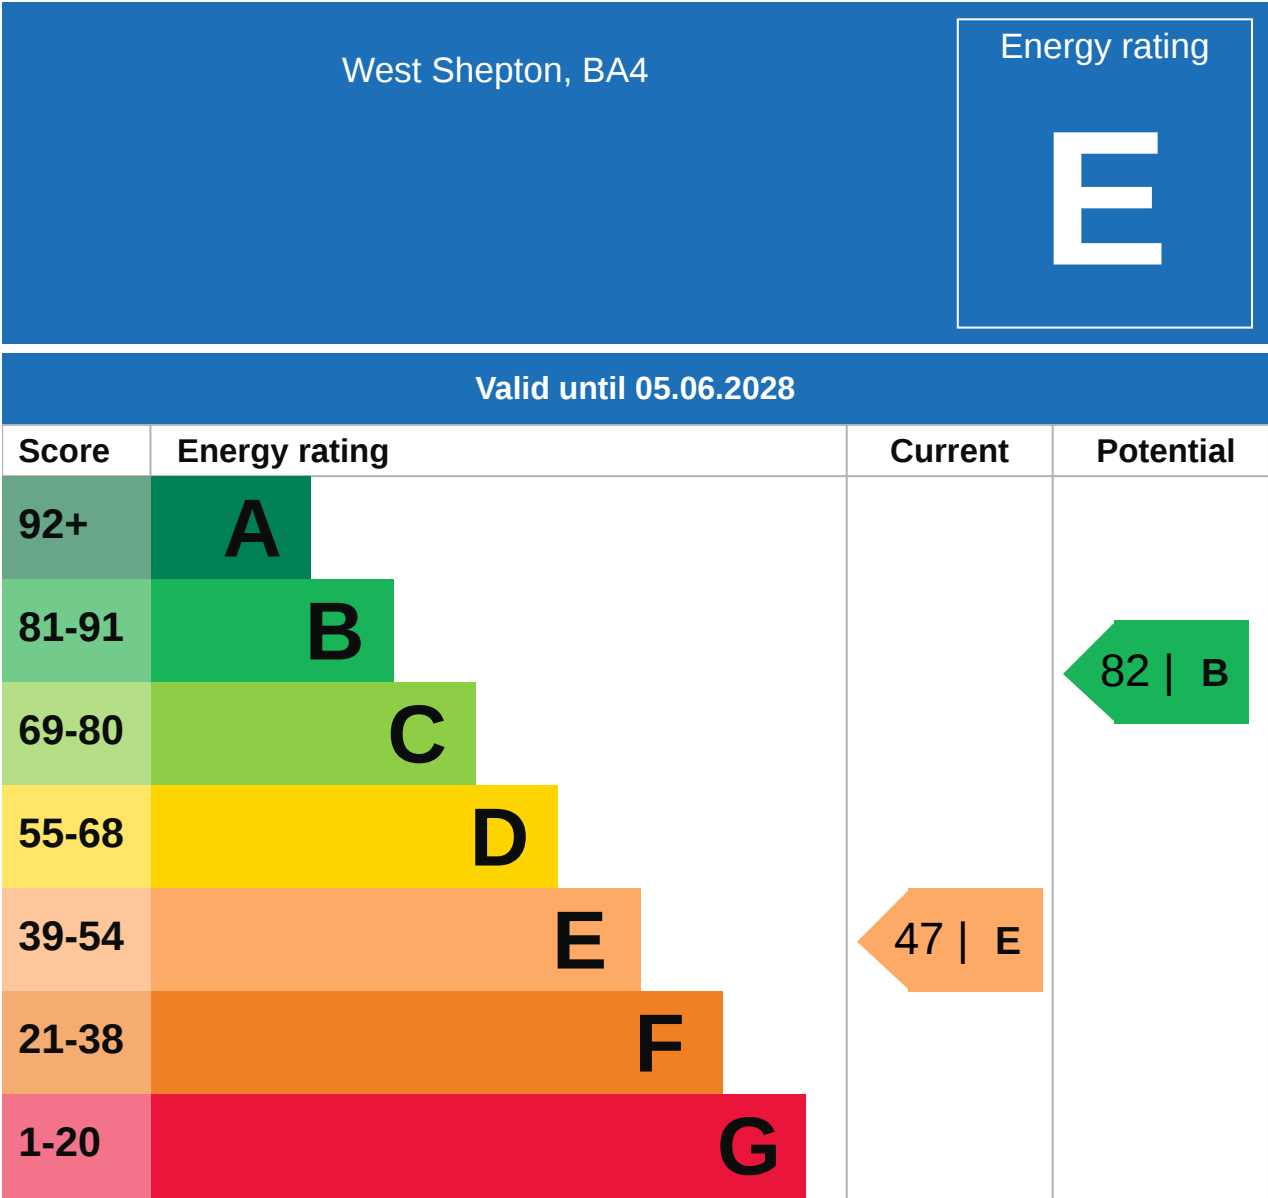 West Shepton, BA4
Energy rating
E
Valid until 05.06.2028
Score Energy rating Current Potential
92+ A
81-91 B
82 | B
69-80 C
55-68 D
39-54 E 47 | E
21-38 F
1-20 G